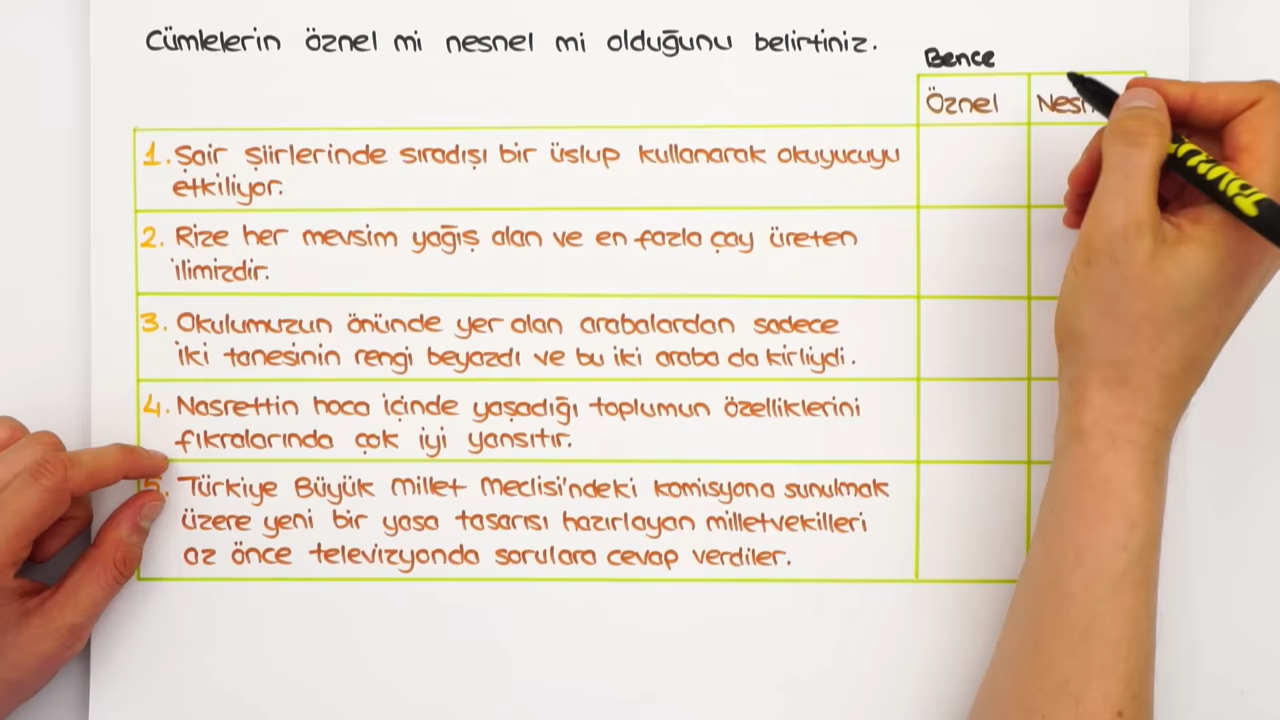 Cümlelerin öznel mi nesnel mi olduğunu belirtiniz.
Bence
Öznel
1. Şair şiirlerinde sıradışı bir üslup kullanarak okuyucuyu
etkiliyor.
2. Rize her mevsim yağış alan ve en fazla çay üreten
ilimizdir.
3. Okulumuzun önünde yer alan arabalardan sadece
iki tanesinin rengi beyazdı ve bu iki araba da kirliydi.
4. Nasrettin hoca içinde yaşadığı toplumun özelliklerini
fıkralarında çok iyi yansıtır.
5. Türkiye Büyük Millet Meclisi'ndeki komisyona sunulmak
üzere yeni bir yasa tasarısı hazırlayan milletvekilleri
az önce televizyonda sorulara cevap verdiler.